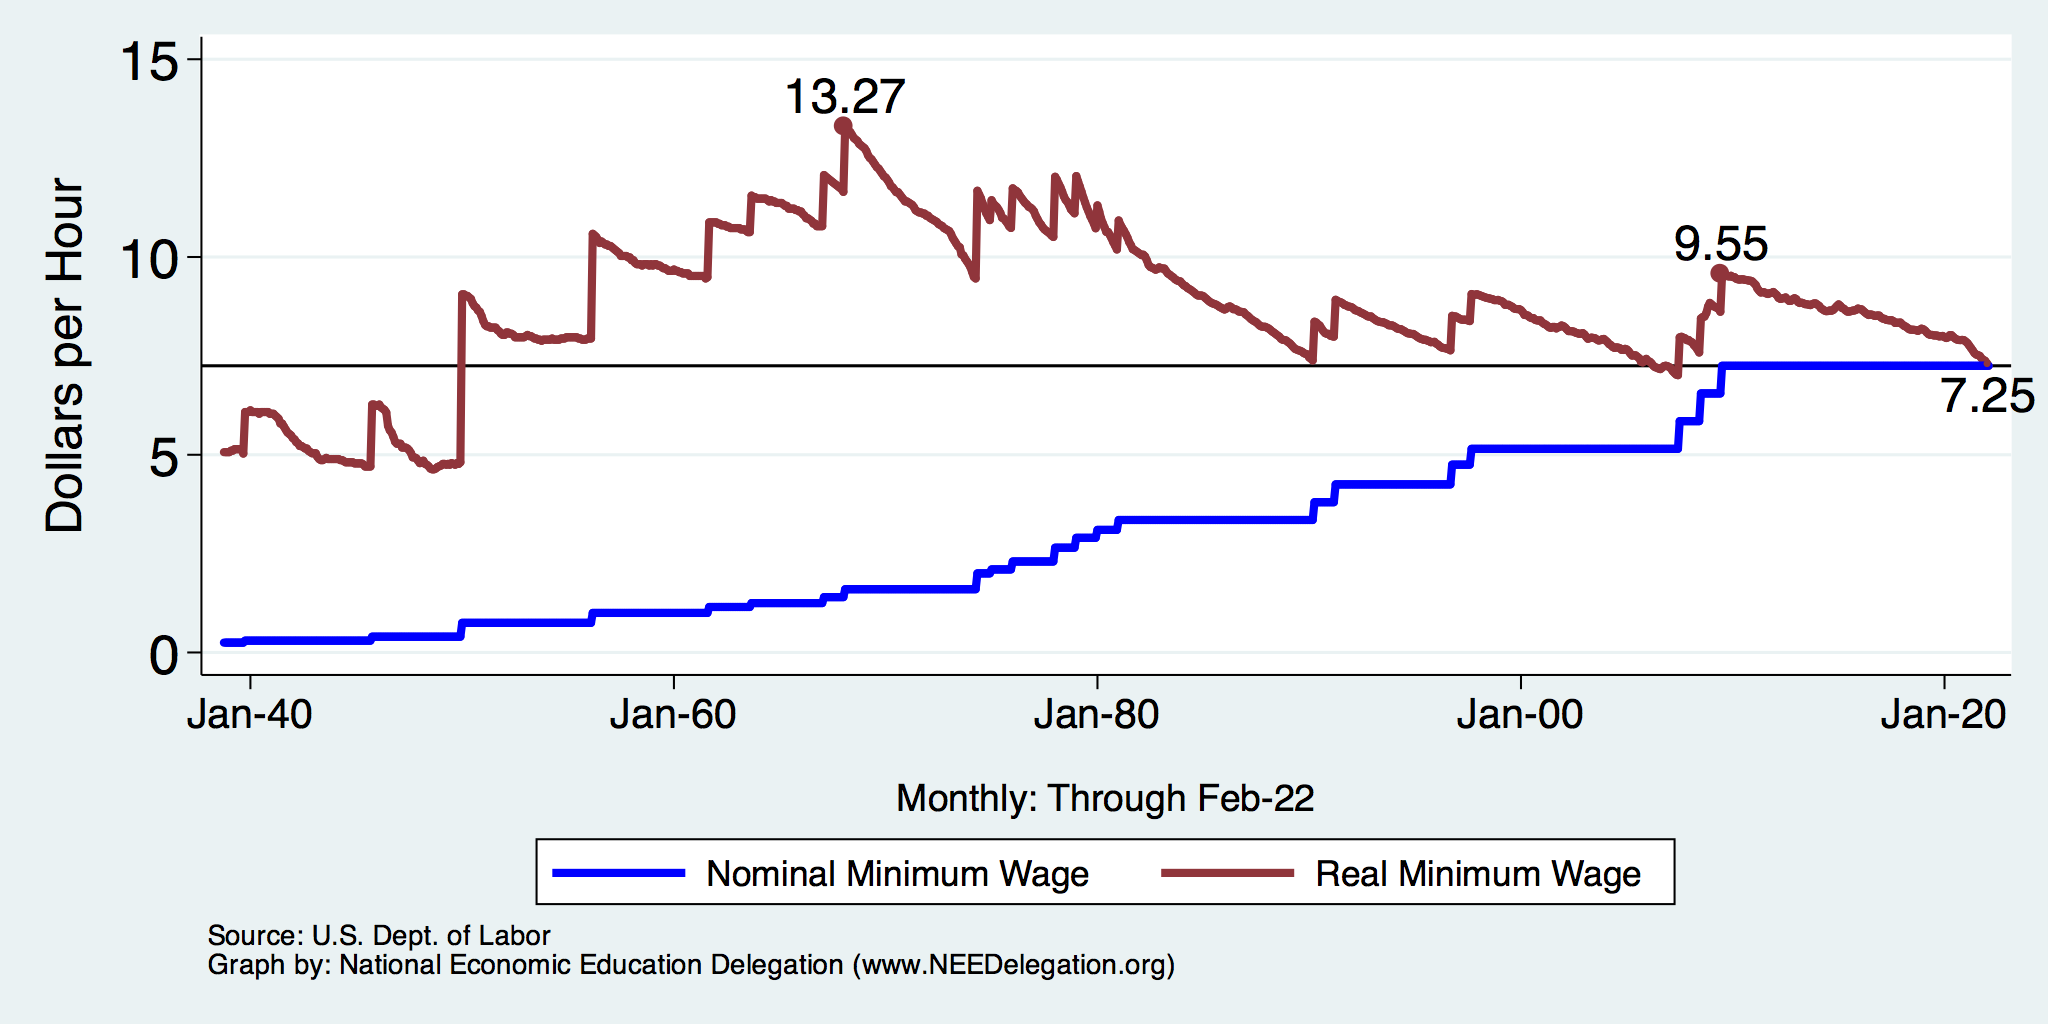 15
13.27
10
9.55
7.25
5
0
Dollars per Hour
Jan-40 Jan-60 Jan-80 Jan-00 Jan-20
Monthly: Through Feb-22
Nominal Minimum Wage Real Minimum Wage
Source: U.S. Dept. of Labor
Graph by: National Economic Education Delegation (www.NEEDelegation.org)